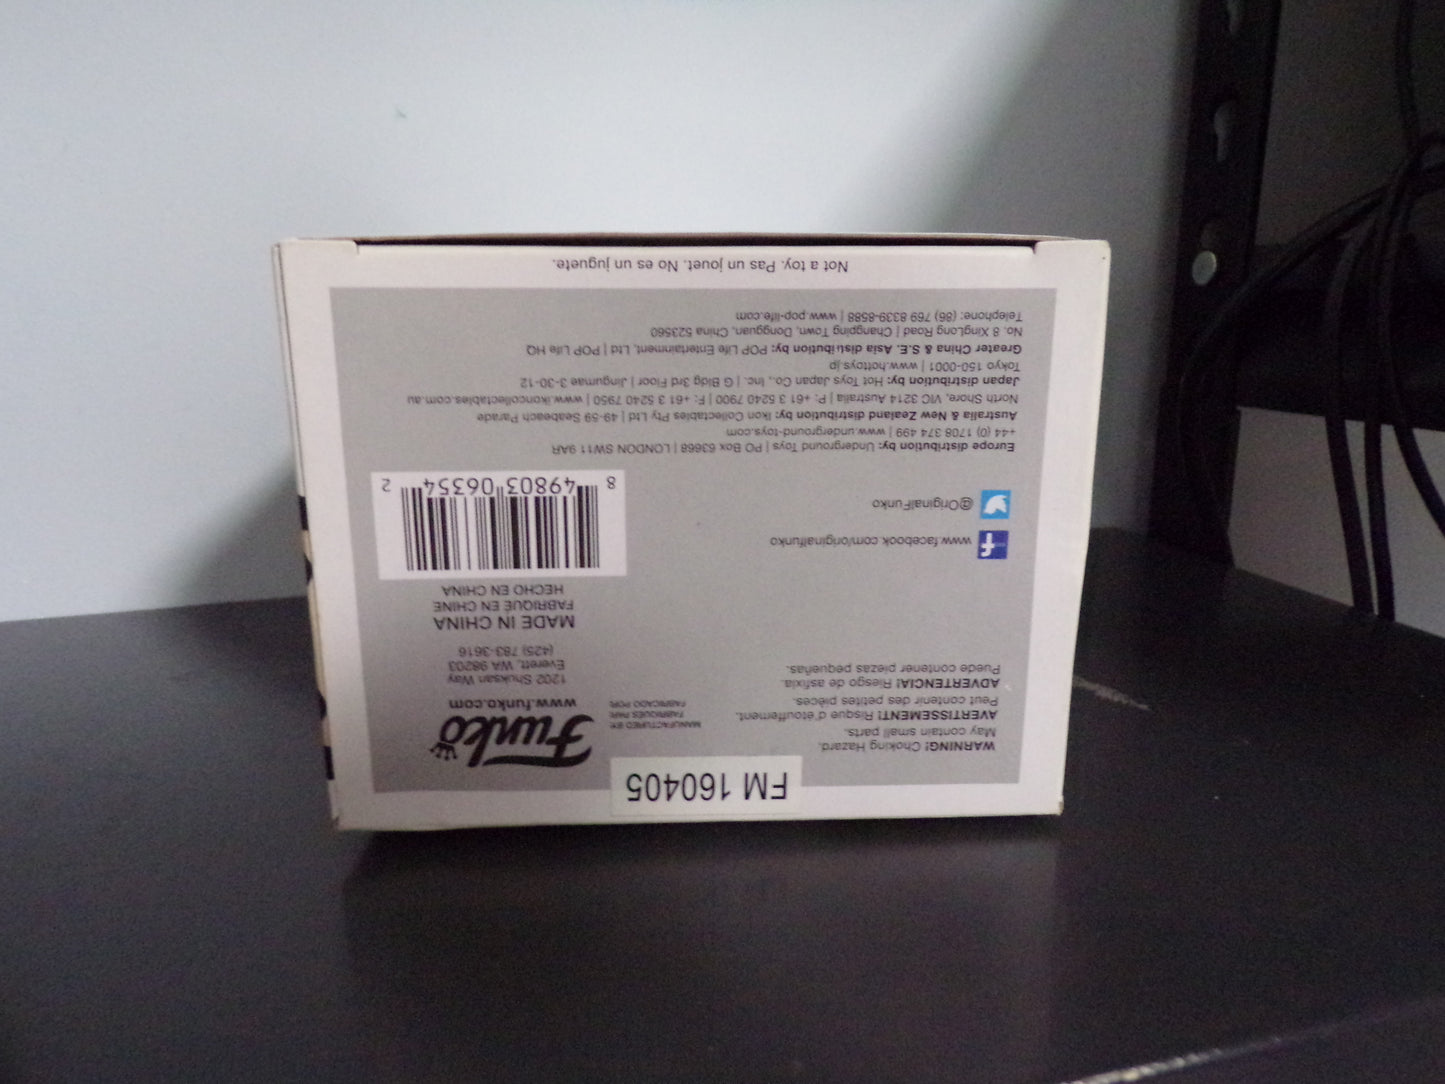 FM 160405
WARNING! Choking Hazard.
May contain small parts.
AVERTISSEMENT! Risque d'étouffement.
Peut contenir des petites pièces.
ADVERTENCIA! Riesgo de asfixia.
Puede contener piezas pequeñas.
MANUFACTURED BY:
FABRIQUÉS PAR:
FABRICADO POR:
Funko
www.funko.com
1202 Shuksan Way
Everett, WA 98203
(425) 783-3616
MADE IN CHINA
FABRIQUÉ EN CHINE
HECHO EN CHINA
www.facebook.com/originalfunko
@OriginalFunko
8 49803 06354 2
Europe distribution by: Underground Toys | PO Box 63668 | LONDON SW11 9AR
+44 (0) 1708 374 499 | www.underground-toys.com
Australia & New Zealand distribution by: Ikon Collectables Pty Ltd | 49-59 Seabeach Parade
North Shore, VIC 3214 Australia | P: +61 3 5240 7900 | F: +61 3 5240 7950 | www.ikoncollectables.com.au
Japan distribution by: Hot Toys Japan Co., Inc. | G Bldg 3rd Floor | Jingumae 3-30-12
Tokyo 150-0001 | www.hottoys.jp
Greater China & S.E. Asia distribution by: POP Life Entertainment, Ltd | POP Life HQ
No. 8 XingLong Road | Changping Town, Dongguan, China 523560
Telephone: (86) 769 8339-8588 | www.pop-life.com
Not a toy. Pas un jouet. No es un juguete.